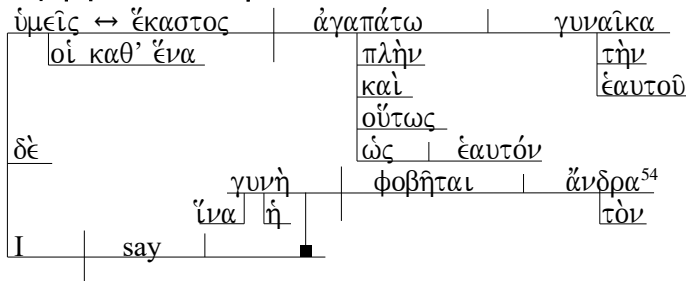 ὑμεῖς ↔ ἕκαστος ἀγαπάτω γυναῖκα
οἱ καθ’ ἕνα πλὴν τὴν
καὶ ἑαυτοῦ
οὕτως
δὲ ὡς ἑαυτόν
γυνὴ φοβῆται ἄνδρα⁵⁴
ἵνα ἡ τὸν
I say